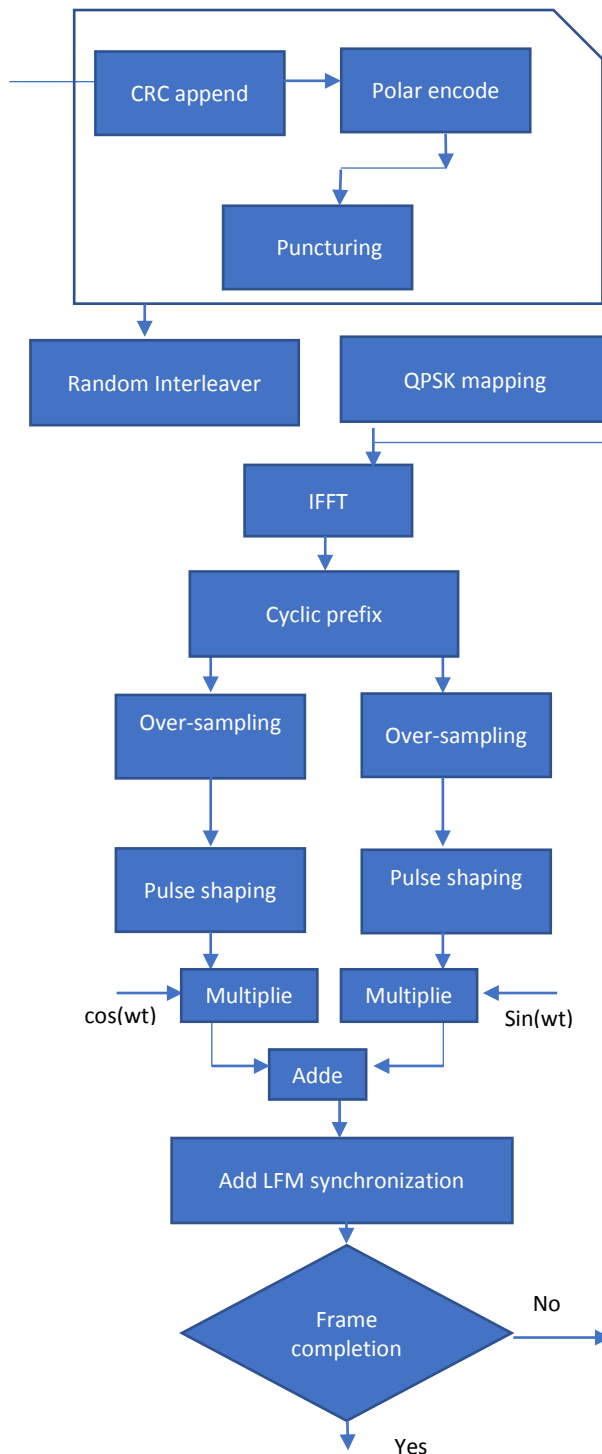 CRC append
Polar encode
Puncturing
Random Interleaver
QPSK mapping
IFFT
Cyclic prefix
Over-sampling
Over-sampling
Pulse shaping
Pulse shaping
cos(wt)
Multiplie
Multiplie
Sin(wt)
Adde
Add LFM synchronization
Frame
completion
No
Yes